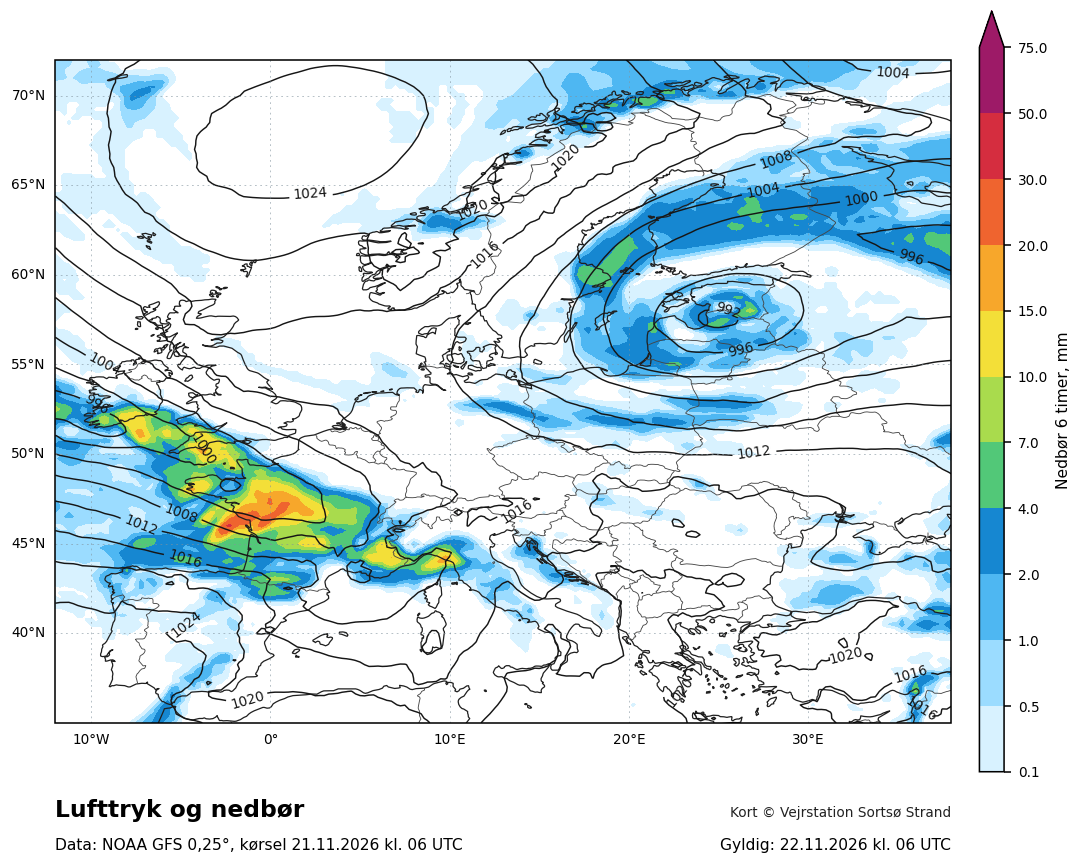 75.0
50.0
30.0
20.0
15.0
10.0
7.0
4.0
2.0
1.0
0.5
0.1
Nedbør 6 timer, mm
70°N
65°N
60°N
55°N
50°N
45°N
40°N
10°W
0°
10°E
20°E
30°E
1004
1024
1020
1020
1016
1008
1004
1000
996
992
996
1004
996
1000
1008
1012
1016
1012
1016
1024
1020
1020
1020
1016
1016
Lufttryk og nedbør
Kort © Vejrstation Sortsø Strand
Data: NOAA GFS 0,25°, kørsel 21.11.2026 kl. 06 UTC
Gyldig: 22.11.2026 kl. 06 UTC